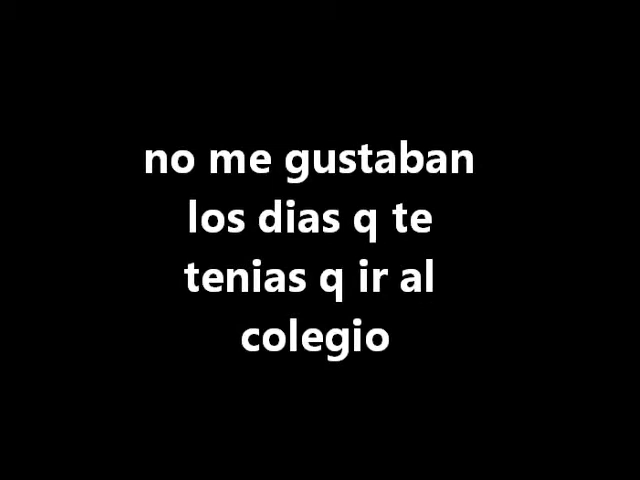 no me gustaban
los dias q te
tenias q ir al
colegio